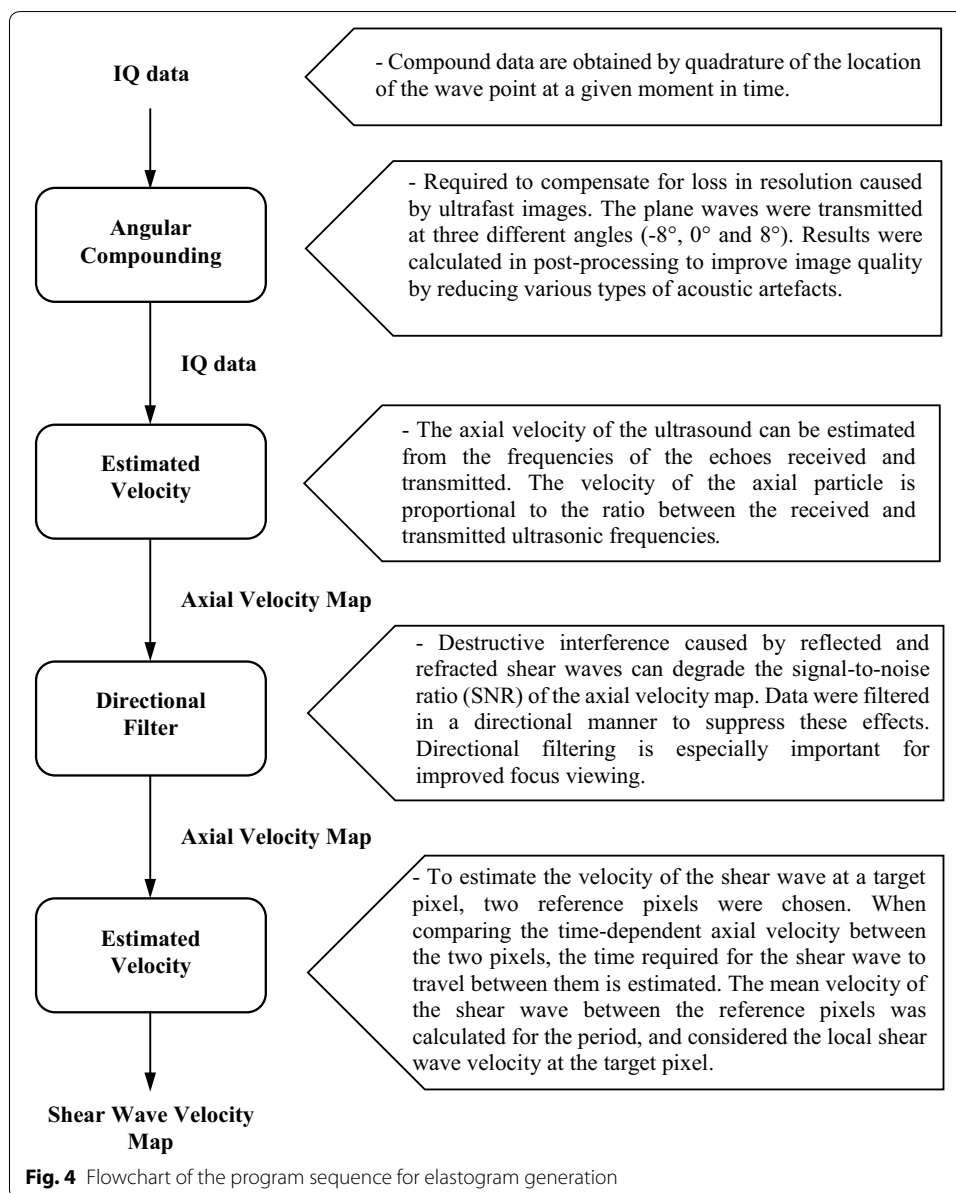 IQ data
- Compound data are obtained by quadrature of the location
of the wave point at a given moment in time.
Angular
Compounding
- Required to compensate for loss in resolution caused
by ultrafast images. The plane waves were transmitted
at three different angles (-8°, 0° and 8°). Results were
calculated in post-processing to improve image quality
by reducing various types of acoustic artefacts.
IQ data
Estimated
Velocity
- The axial velocity of the ultrasound can be estimated
from the frequencies of the echoes received and
transmitted. The velocity of the axial particle is
proportional to the ratio between the received and
transmitted ultrasonic frequencies.
Axial Velocity Map
Directional
Filter
- Destructive interference caused by reflected and
refracted shear waves can degrade the signal-to-noise
ratio (SNR) of the axial velocity map. Data were filtered
in a directional manner to suppress these effects.
Directional filtering is especially important for
improved focus viewing.
Axial Velocity Map
Estimated
Velocity
- To estimate the velocity of the shear wave at a target
pixel, two reference pixels were chosen. When
comparing the time-dependent axial velocity between
the two pixels, the time required for the shear wave to
travel between them is estimated. The mean velocity of
the shear wave between the reference pixels was
calculated for the period, and considered the local shear
wave velocity at the target pixel.
Shear Wave Velocity
Map
Fig. 4 Flowchart of the program sequence for elastogram generation